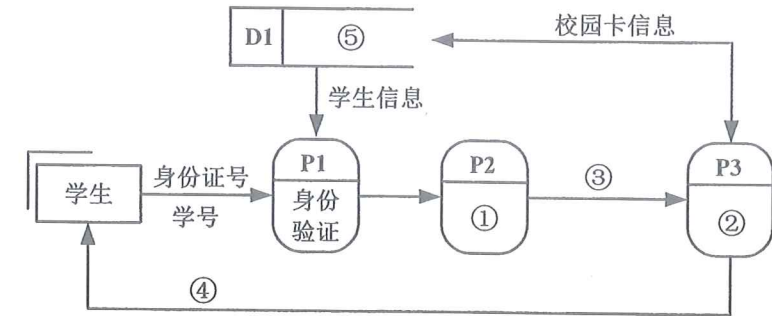 D1
⑤
校园卡信息
学生信息
学生
身份证号
学号
P1
身份
验证
P2
①
③
P3
②
④